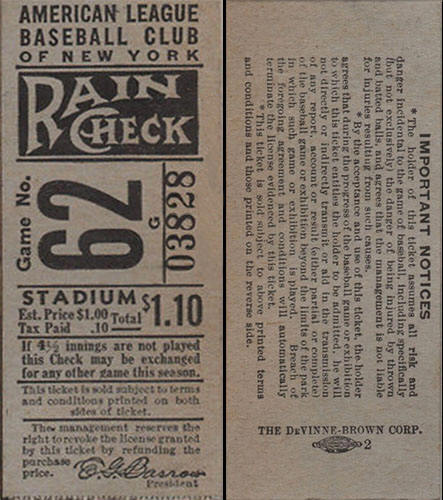 AMERICAN LEAGUE
BASEBALL CLUB
OF NEW YORK
RAIN
CHECK
Game No.
62
G
03828
STADIUM
Est. Price $1.00
Tax Paid .10
Total $1.10
If 4½ innings are not played
this Check may be exchanged
for any other game this season.
This ticket is sold subject to terms
and conditions printed on both
sides of ticket.
The management reserves the
right to revoke the license granted
by this ticket by refunding the
purchase
price.
E. G. Barrow
President
IMPORTANT NOTICES
* The holder of this ticket assumes all risk and
danger incidental to the game of baseball, including specifically
(but not exclusively) the danger of being injured by thrown
and batted balls, and agrees that the management is not liable
for injuries resulting from such causes.
* By the acceptance and use of this ticket, the holder
agrees that during the progress of the baseball game or exhibition
to which this ticket entitles the holder to be admitted, he will
not directly or indirectly transmit or aid in the transmission
of any report, account or result (either partial or complete)
of the baseball game or exhibition beyond the limits of the park
in which such game or exhibition is played. Breach of
the foregoing agreement and conditions will automatically
terminate the license evidenced by this ticket.
* This ticket is sold subject to above printed terms
and conditions and those printed on the reverse side.
THE DEVINNE-BROWN CORP.
2